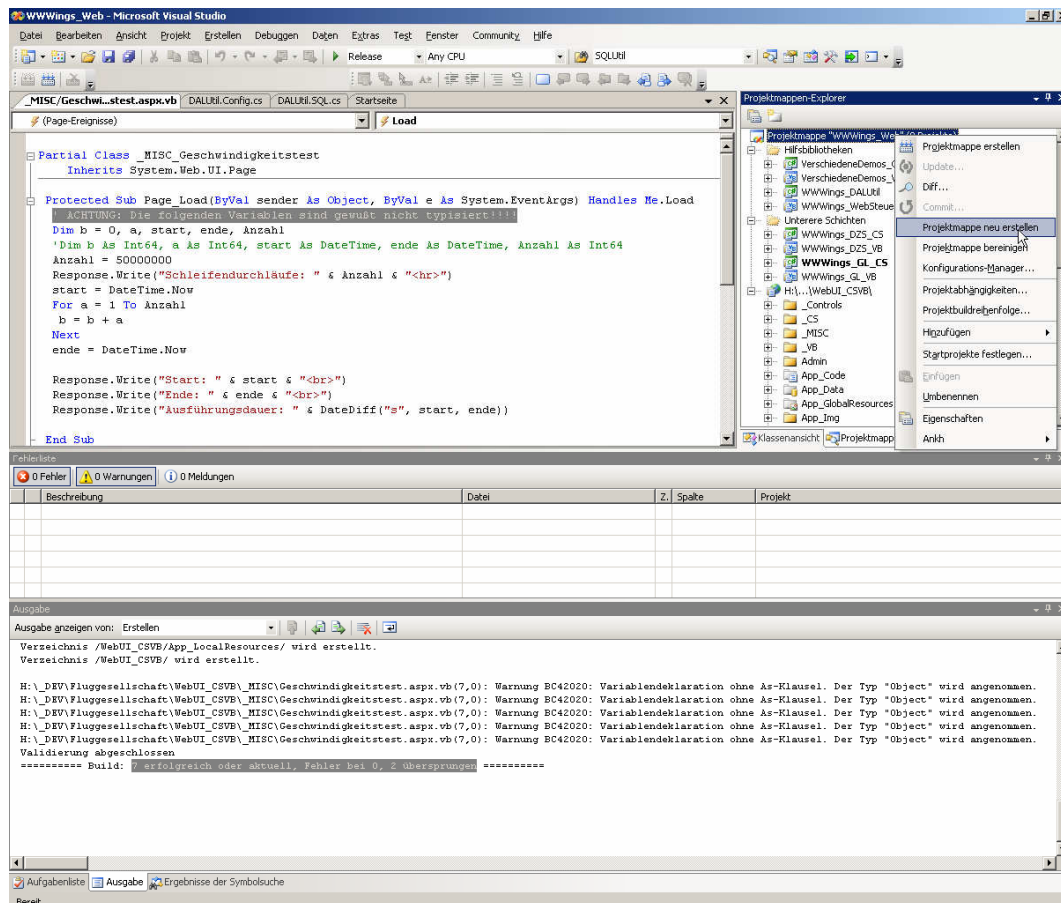 WWWings_Web - Microsoft Visual Studio
Datei Bearbeiten Ansicht Projekt Erstellen Debuggen Daten Extras Test Fenster Community Hilfe
Release Any CPU SQLUtil
_MISC/Geschwi...stest.aspx.vb DALUtil.Config.cs DALUtil.SQL.cs Startseite
(Page-Ereignisse) Load
Partial Class _MISC_Geschwindigkeitstest
Inherits System.Web.UI.Page
Protected Sub Page_Load(ByVal sender As Object, ByVal e As System.EventArgs) Handles Me.Load
' ACHTUNG: Die folgenden Variablen sind gewußt nicht typisiert!!!!
Dim b = 0, a, start, ende, Anzahl
'Dim b As Int64, a As Int64, start As DateTime, ende As DateTime, Anzahl As Int64
Anzahl = 50000000
Response.Write("Schleifendurchläufe: " & Anzahl & "<hr>")
start = DateTime.Now
For a = 1 To Anzahl
b = b + a
Next
ende = DateTime.Now
Response.Write("Start: " & start & "<br>")
Response.Write("Ende: " & ende & "<br>")
Response.Write("Ausführungsdauer: " & DateDiff("s", start, ende))
End Sub
Projektmappen-Explorer
Projektmappe "WWWings_Web" (9 Projekte)
Hilfsbibliotheken
VerschiedeneDemos_
VerschiedeneDemos_
WWWings_DALUtil
WWWings_WebSteue
Unterere Schichten
WWWings_DZS_CS
WWWings_DZS_VB
WWWings_GL_CS
WWWings_GL_VB
H:\...\WebUI_CSVB\
_Controls
_CS
_MISC
_VB
Admin
App_Code
App_Data
App_GlobalResources
App_Img
Klassenansicht Projektmapp
Projektmappe erstellen
Update...
Diff...
Commit...
Projektmappe neu erstellen
Projektmappe bereinigen
Konfigurations-Manager...
Projektabhängigkeiten...
Projektbuildreihenfolge...
Hinzufügen
Startprojekte festlegen...
Einfügen
Umbenennen
Eigenschaften
Ankh
Fehlerliste
0 Fehler 0 Warnungen 0 Meldungen
Beschreibung Datei Z. Spalte Projekt
Ausgabe
Ausgabe anzeigen von: Erstellen
Verzeichnis /WebUI_CSVB/App_LocalResources/ wird erstellt.
Verzeichnis /WebUI_CSVB/ wird erstellt.
H:\_DEV\Fluggesellschaft\WebUI_CSVB\_MISC\Geschwindigkeitstest.aspx.vb(7,0): Warnung BC42020: Variablendeklaration ohne As-Klausel. Der Typ "Object" wird angenommen.
H:\_DEV\Fluggesellschaft\WebUI_CSVB\_MISC\Geschwindigkeitstest.aspx.vb(7,0): Warnung BC42020: Variablendeklaration ohne As-Klausel. Der Typ "Object" wird angenommen.
H:\_DEV\Fluggesellschaft\WebUI_CSVB\_MISC\Geschwindigkeitstest.aspx.vb(7,0): Warnung BC42020: Variablendeklaration ohne As-Klausel. Der Typ "Object" wird angenommen.
H:\_DEV\Fluggesellschaft\WebUI_CSVB\_MISC\Geschwindigkeitstest.aspx.vb(7,0): Warnung BC42020: Variablendeklaration ohne As-Klausel. Der Typ "Object" wird angenommen.
H:\_DEV\Fluggesellschaft\WebUI_CSVB\_MISC\Geschwindigkeitstest.aspx.vb(7,0): Warnung BC42020: Variablendeklaration ohne As-Klausel. Der Typ "Object" wird angenommen.
Validierung abgeschlossen
========== Build: 7 erfolgreich oder aktuell, Fehler bei 0, 2 übersprungen ==========
Aufgabenliste Ausgabe Ergebnisse der Symbolsuche
Bereit